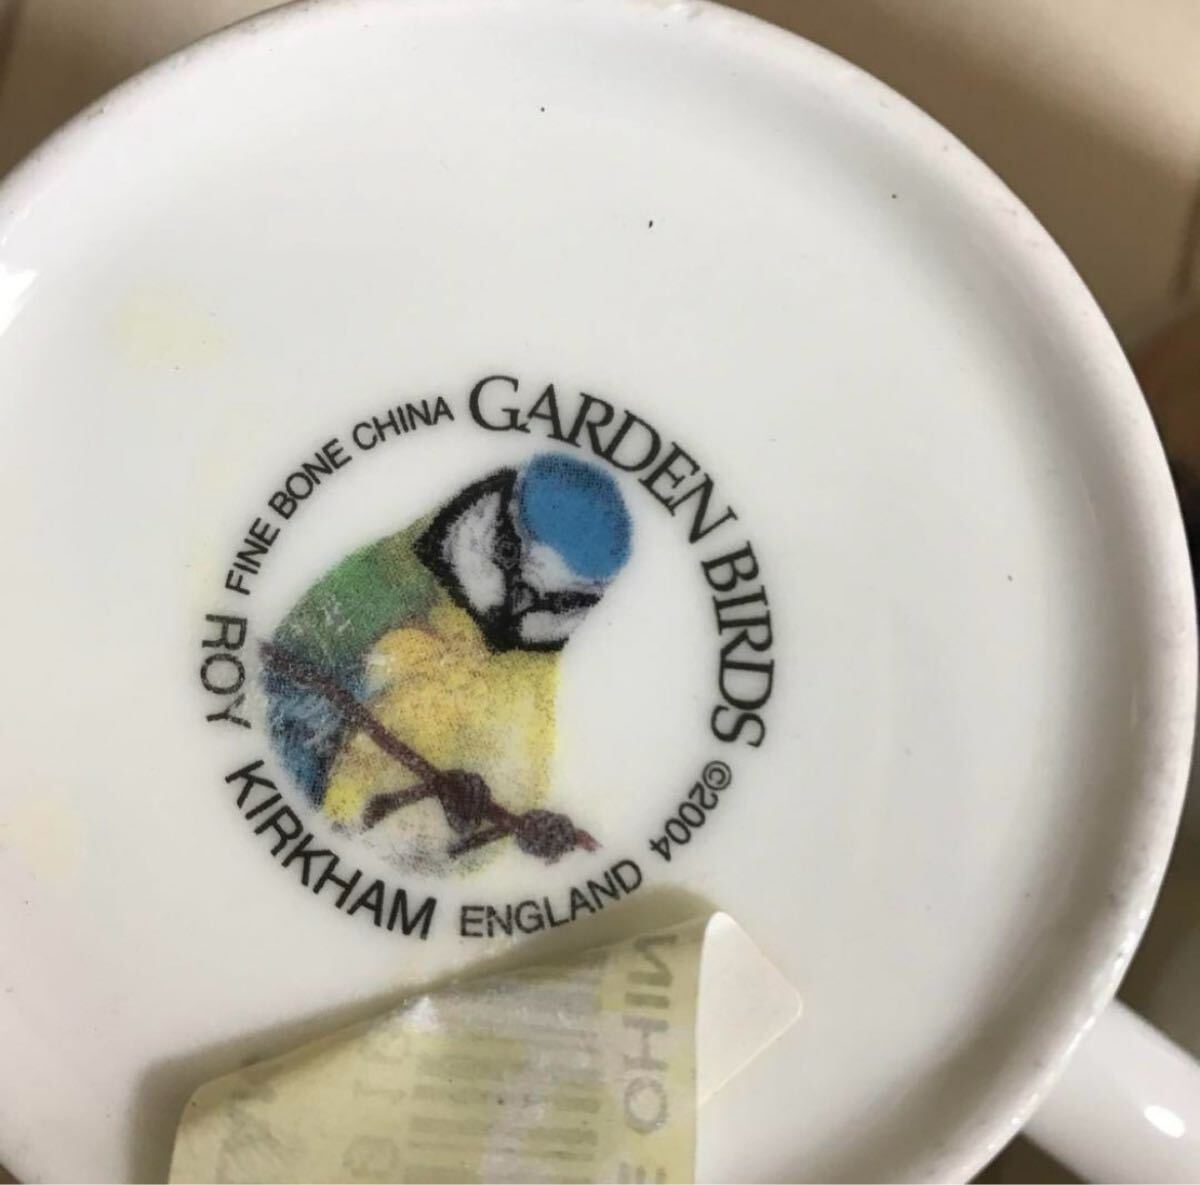 GARDEN BIRDS
©2004
ROY KIRKHAM
FINE BONE CHINA
ENGLAND